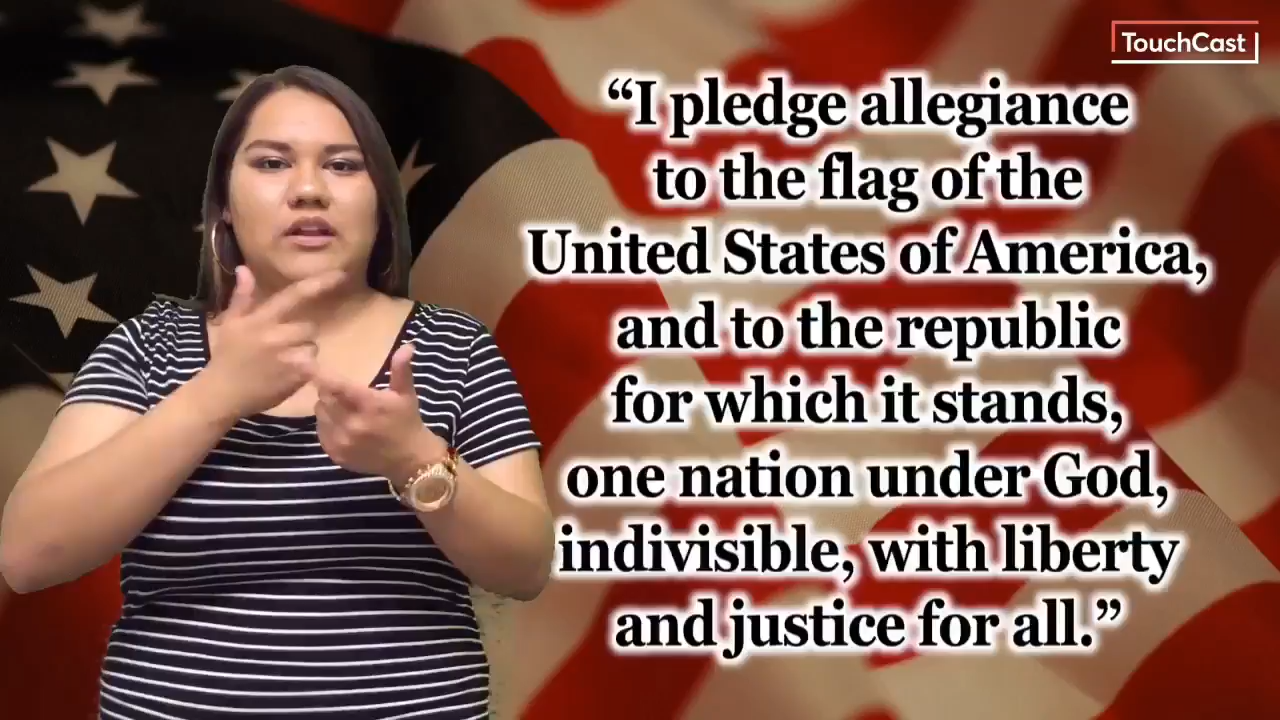 TouchCast
“I pledge allegiance
to the flag of the
United States of America,
and to the republic
for which it stands,
one nation under God,
indivisible, with liberty
and justice for all.”